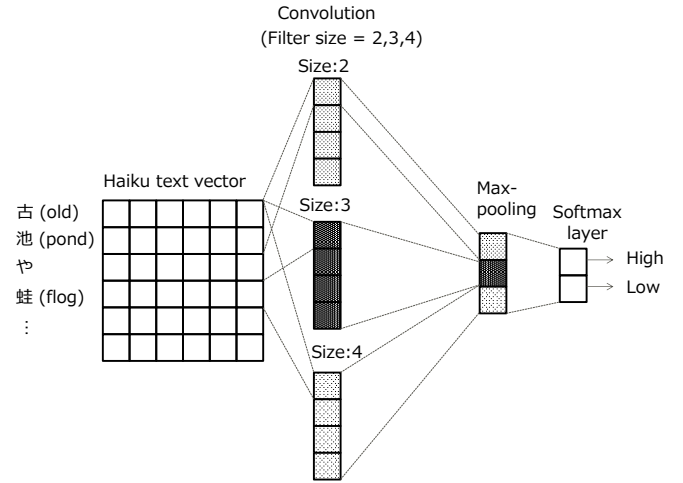 Convolution
(Filter size = 2,3,4)
Size:2
Haiku text vector
古 (old)
池 (pond)
や
蛙 (flog)
…
Size:3
Size:4
Max-
pooling
Softmax
layer
High
Low